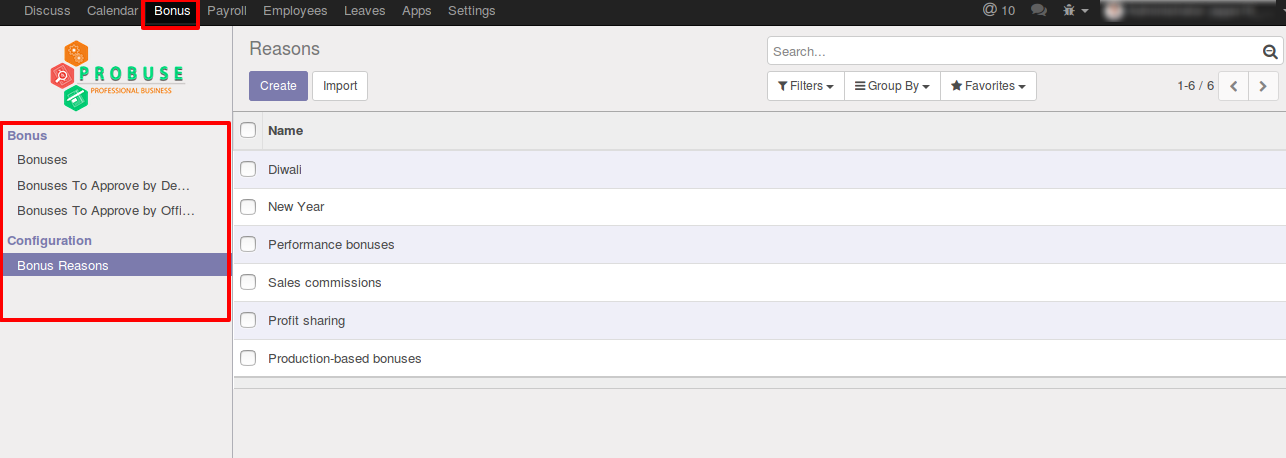 Discuss Calendar Bonus Payroll Employees Leaves Apps Settings @ 10
PROBUSE
PROFESSIONAL BUSINESS
Reasons
Search...
Create Import
Filters Group By Favorites 1-6 / 6
Bonus
Bonuses
Bonuses To Approve by De...
Bonuses To Approve by Offi...
Configuration
Bonus Reasons
Name
Diwali
New Year
Performance bonuses
Sales commissions
Profit sharing
Production-based bonuses